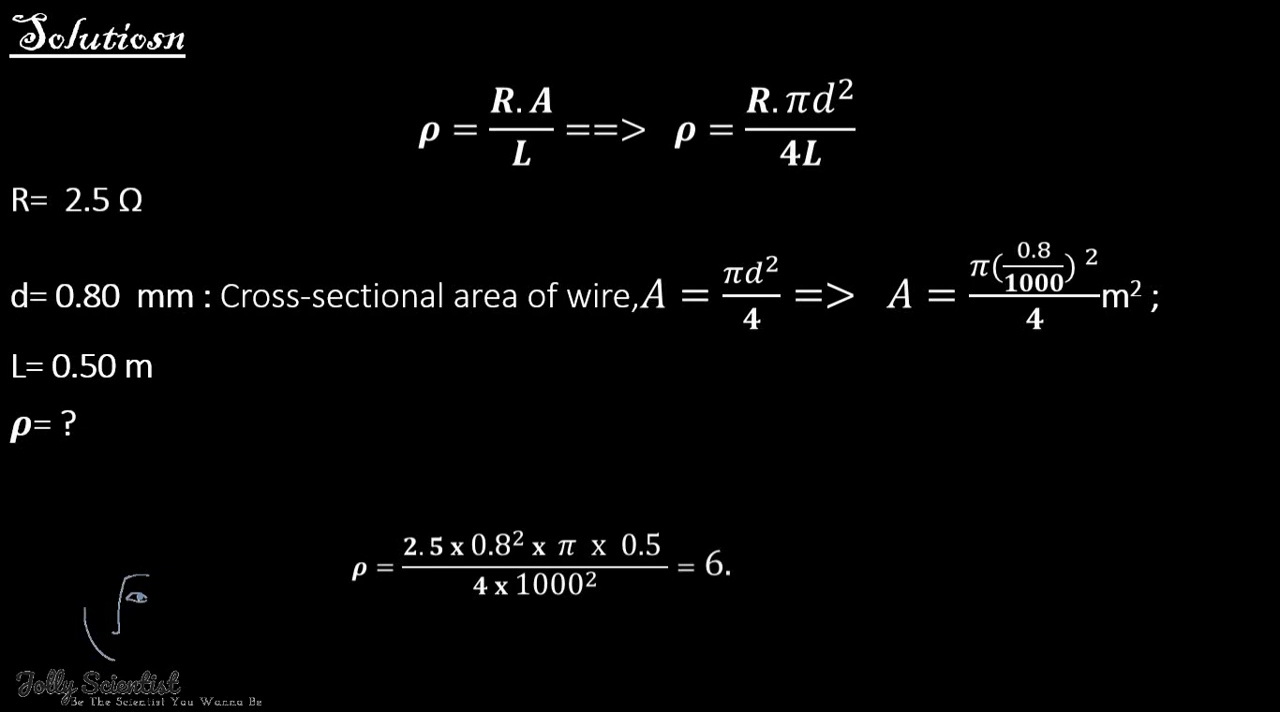 Solutiosn
ρ = R.A / L ==> ρ = R.πd² / 4L
R= 2.5 Ω
d= 0.80 mm : Cross-sectional area of wire, A = πd² / 4 => A = π(0.8 / 1000)² / 4 m² ;
L= 0.50 m
ρ= ?
ρ = 2.5 x 0.8² x π x 0.5 / 4 x 1000² = 6.
Jolly Scientist
Be The Scientist You Wanna Be